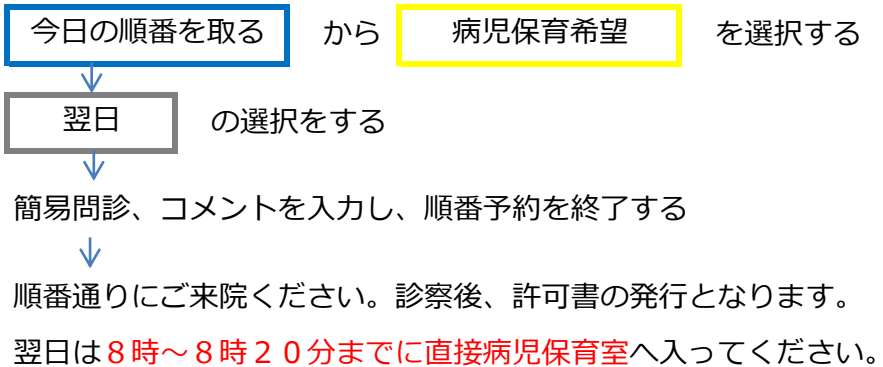 今日の順番を取る から 病児保育希望 を選択する
翌日 の選択をする
簡易問診、コメントを入力し、順番予約を終了する
順番通りにご来院ください。診察後、許可書の発行となります。
翌日は８時～８時２０分までに直接病児保育室へ入ってください。